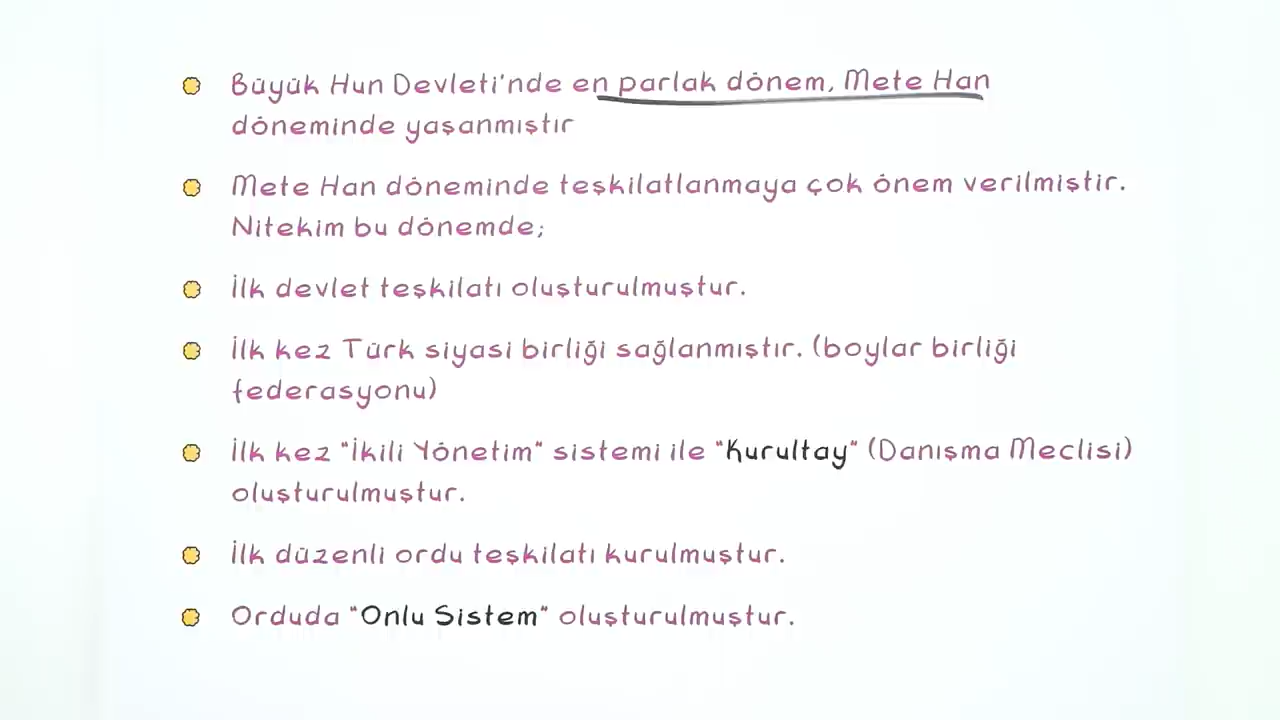 Büyük Hun Devleti'nde en parlak dönem, Mete Han
döneminde yaşanmıştır
Mete Han döneminde teşkilatlanmaya çok önem verilmiştir.
Nitekim bu dönemde;
İlk devlet teşkilatı oluşturulmuştur.
İlk kez Türk siyasi birliği sağlanmıştır. (boylar birliği
federasyonu)
İlk kez "İkili Yönetim" sistemi ile "Kurultay" (Danışma Meclisi)
oluşturulmuştur.
İlk düzenli ordu teşkilatı kurulmuştur.
Orduda "Onlu Sistem" oluşturulmuştur.